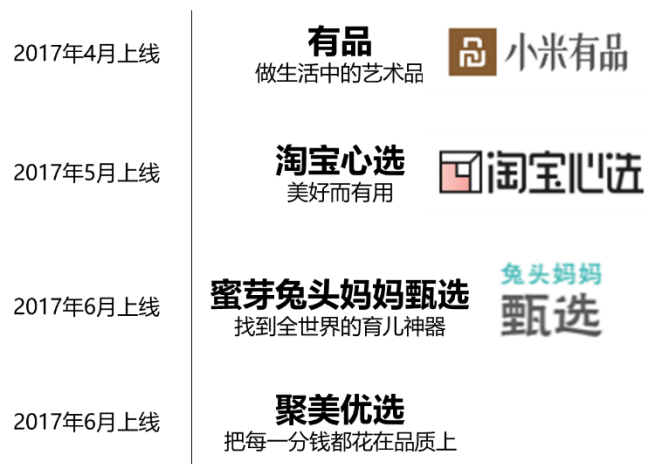 2017年4月上线
有品
做生活中的艺术品
小米有品
2017年5月上线
淘宝心选
美好而有用
淘宝心选
2017年6月上线
蜜芽兔头妈妈甄选
找到全世界的育儿神器
兔头妈妈
甄选
2017年6月上线
聚美优选
把每一分钱都花在品质上